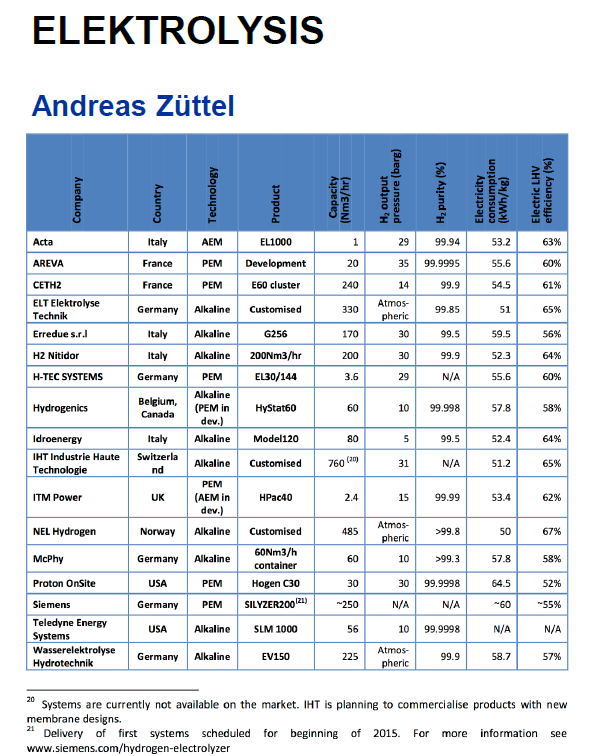 ELEKTROLYSIS
Andreas Züttel
Company Country Technology Product Capacity (Nm3/hr) H2 output pressure (barg) H2 purity (%) Electricity consumption (kWh/kg) Electric LHV efficiency (%)
Acta Italy AEM EL1000 1 29 99.94 53.2 63%
AREVA France PEM Development 20 35 99.9995 55.6 60%
CETH2 France PEM E60 cluster 240 14 99.9 54.5 61%
ELT Elektrolyse Technik Germany Alkaline Customised 330 Atmos-pheric 99.85 51 65%
Erredue s.r.l Italy Alkaline G256 170 30 99.5 59.5 56%
H2 Nitidor Italy Alkaline 200Nm3/hr 200 30 99.9 52.3 64%
H-TEC SYSTEMS Germany PEM EL30/144 3.6 29 N/A 55.6 60%
Hydrogenics Belgium, Canada Alkaline (PEM in dev.) HyStat60 60 10 99.998 57.8 58%
Idroenergy Italy Alkaline Model120 80 5 99.5 52.4 64%
IHT Industrie Haute Technologie Switzerla nd Alkaline Customised 760 (20) 31 N/A 51.2 65%
ITM Power UK PEM (AEM in dev.) HPac40 2.4 15 99.99 53.4 62%
NEL Hydrogen Norway Alkaline Customised 485 Atmos-pheric >99.8 50 67%
McPhy Germany Alkaline 60Nm3/h container 60 10 >99.3 57.8 58%
Proton OnSite USA PEM Hogen C30 30 30 99.9998 64.5 52%
Siemens Germany PEM SILYZER200(21) ~250 N/A N/A ~60 ~55%
Teledyne Energy Systems USA Alkaline SLM 1000 56 10 99.9998 N/A N/A
Wasserelektrolyse Hydrotechnik Germany Alkaline EV150 225 Atmos-pheric 99.9 58.7 57%
20 Systems are currently not available on the market. IHT is planning to commercialise products with new
membrane designs.
21 Delivery of first systems scheduled for beginning of 2015. For more information see
www.siemens.com/hydrogen-electrolyzer